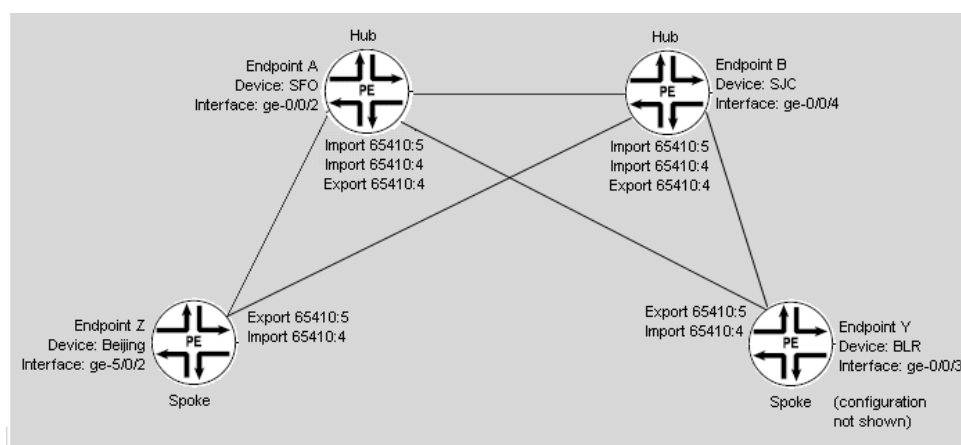 Hub
Endpoint A
Device: SFO
Interface: ge-0/0/2
PE
Import 65410:5
Import 65410:4
Export 65410:4
Hub
Endpoint B
Device: SJC
Interface: ge-0/0/4
PE
Import 65410:5
Import 65410:4
Export 65410:4
Endpoint Z
Device: Beijing
Interface: ge-5/0/2
PE
Export 65410:5
Import 65410:4
Spoke
Export 65410:5
Import 65410:4
PE
Endpoint Y
Device: BLR
Interface: ge-0/0/3
Spoke
(configuration
not shown)